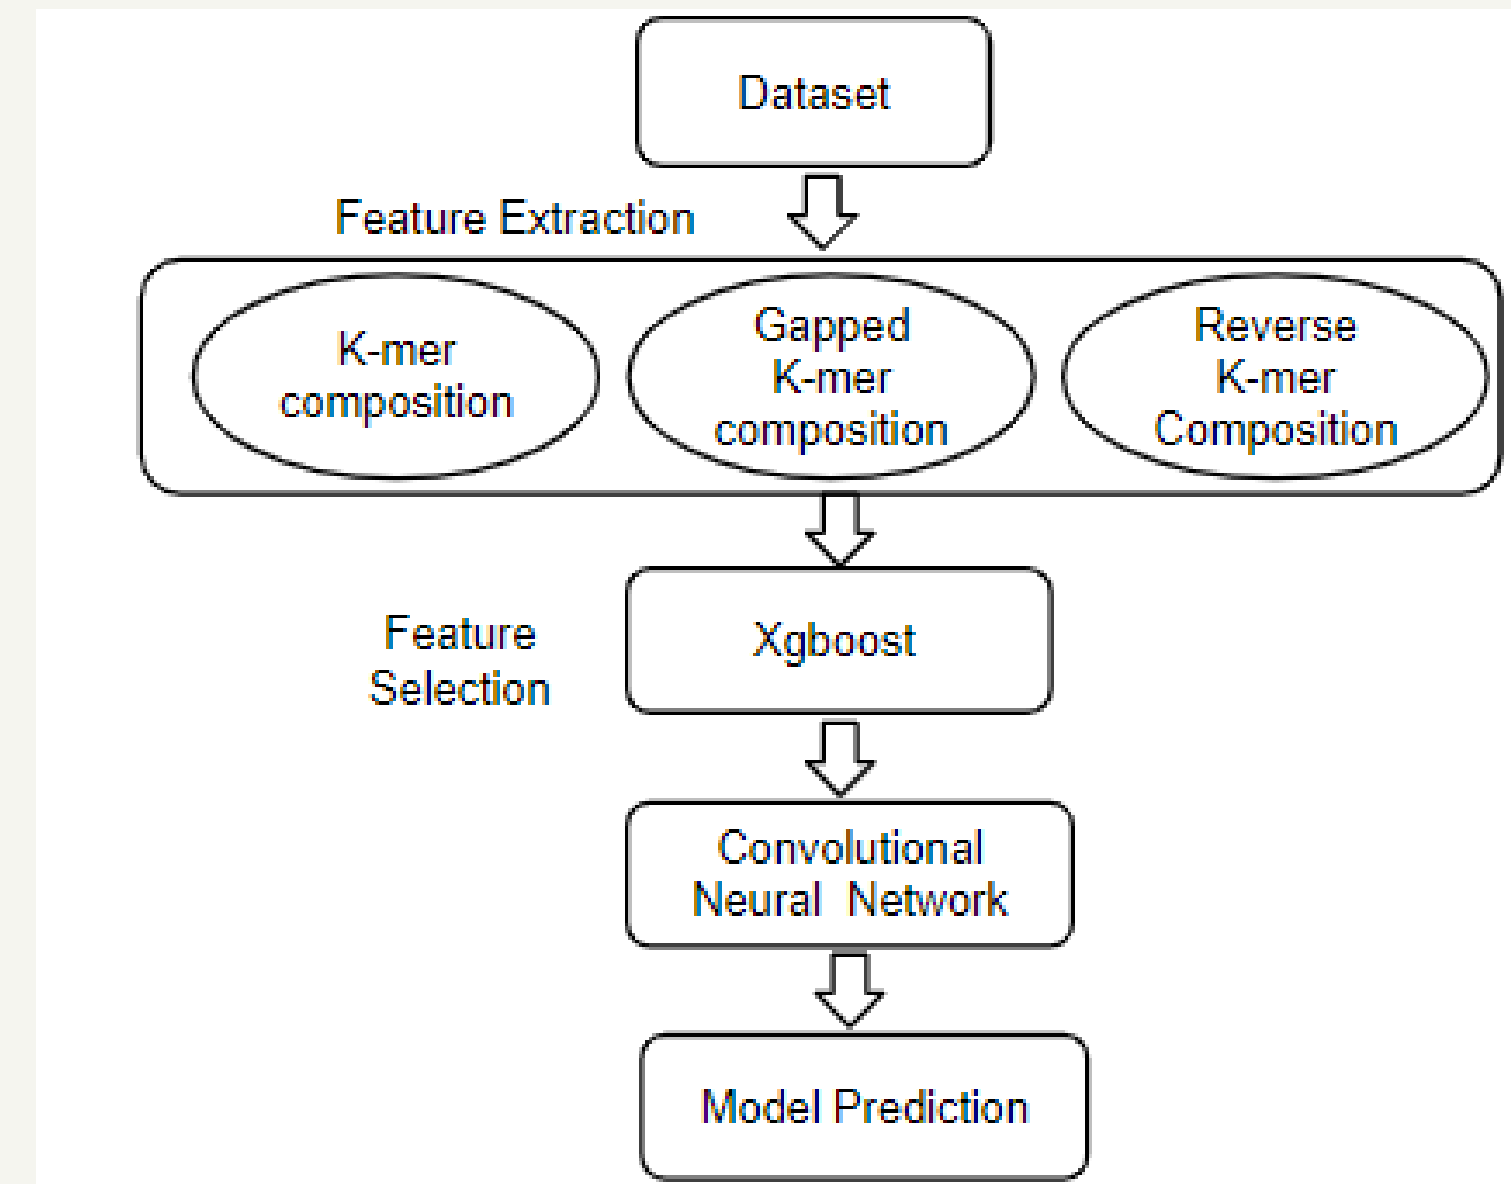 Dataset
Feature Extraction
K-mer
composition
Gapped
K-mer
composition
Reverse
K-mer
Composition
Feature
Selection
Xgboost
Convolutional
Neural Network
Model Prediction